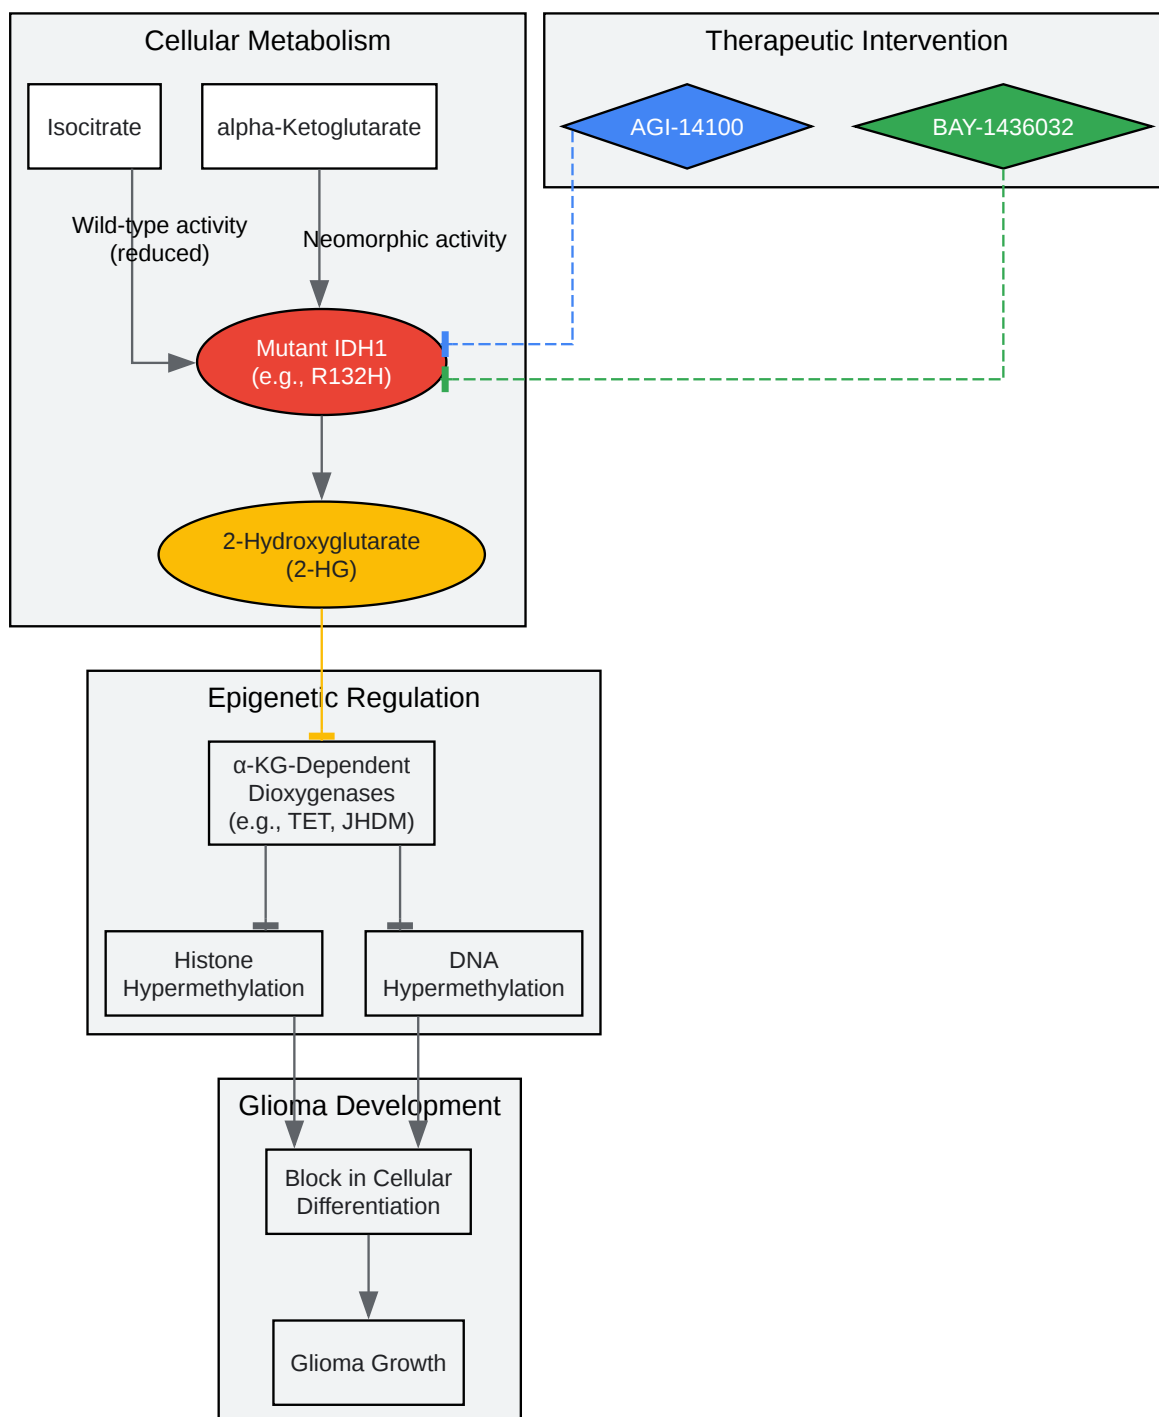 Cellular Metabolism
Therapeutic Intervention
Isocitrate
alpha-Ketoglutarate
AGI-14100
BAY-1436032
Wild-type activity
(reduced)
Neomorphic activity
Mutant IDH1
(e.g., R132H)
2-Hydroxyglutarate
(2-HG)
Epigenetic Regulation
α-KG-Dependent
Dioxygenases
(e.g., TET, JHDM)
Histone
Hypermethylation
DNA
Hypermethylation
Glioma Development
Block in Cellular
Differentiation
Glioma Growth